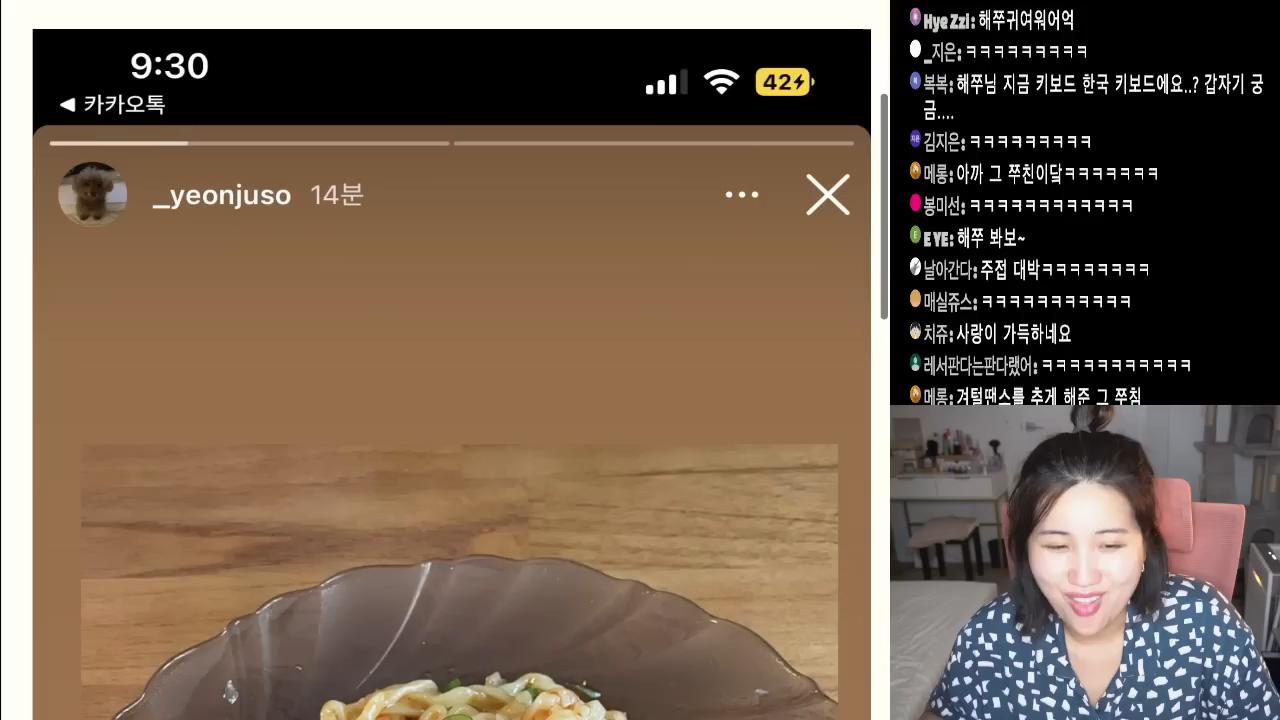 9:30
42
◀ 카카오톡
_yeonjuso 14분
Hye Zzi: 해쭈귀여워어억
_지은: ㅋㅋㅋㅋㅋㅋㅋㅋㅋ
복복: 해쭈님 지금 키보드 한국 키보드에요..? 갑자기 궁
금....
김지은: ㅋㅋㅋㅋㅋㅋㅋㅋㅋ
메롱: 아까 그 쭈친이닼ㅋㅋㅋㅋㅋㅋㅋ
봉미선: ㅋㅋㅋㅋㅋㅋㅋㅋㅋㅋㅋㅋ
E YE: 해쭈 봐보~
날아간다: 주접 대박ㅋㅋㅋㅋㅋㅋㅋㅋ
매실쥬스: ㅋㅋㅋㅋㅋㅋㅋㅋㅋㅋㅋ
치쥬: 사랑이 가득하네요
레서판다는판다랬어: ㅋㅋㅋㅋㅋㅋㅋㅋㅋㅋㅋ
메롱: 겨털땐스를 추게 해준 그 쭈침